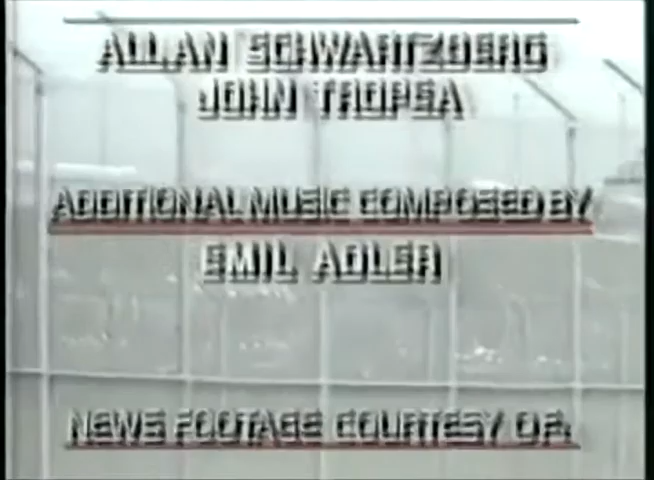 ALLAN SCHWARTZBERG
JOHN TROPEA
ADDITIONAL MUSIC COMPOSED BY
EMIL ADLER
NEWS FOOTAGE COURTESY OF: